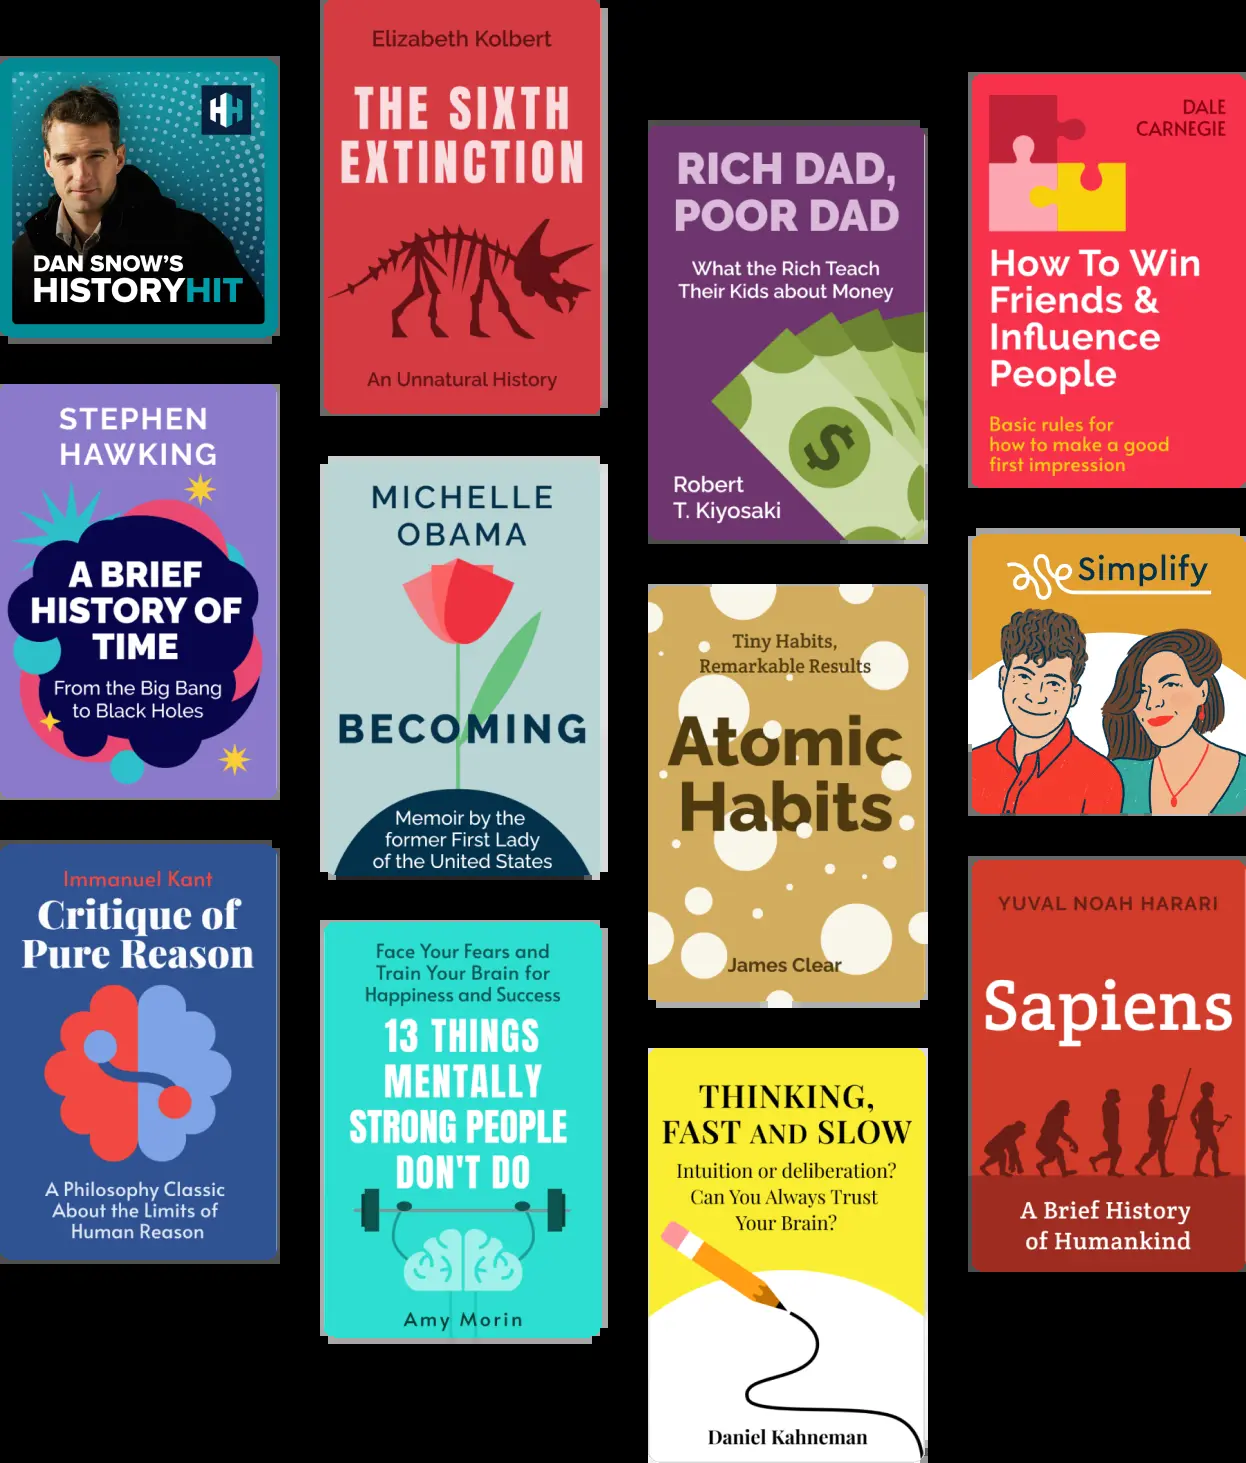 DAN SNOW'S
HISTORYHIT
STEPHEN
HAWKING
A BRIEF
HISTORY OF
TIME
From the Big Bang
to Black Holes
Immanuel Kant
Critique of
Pure Reason
A Philosophy Classic
About the Limits of
Human Reason
Elizabeth Kolbert
THE SIXTH
EXTINCTION
An Unnatural History
MICHELLE
OBAMA
BECOMING
Memoir by the
former First Lady
of the United States
Face Your Fears and
Train Your Brain for
Happiness and Success
13 THINGS
MENTALLY
STRONG PEOPLE
DON'T DO
Amy Morin
RICH DAD,
POOR DAD
What the Rich Teach
Their Kids about Money
$
Robert
T. Kiyosaki
Tiny Habits,
Remarkable Results
Atomic
Habits
James Clear
THINKING,
FAST AND SLOW
Intuition or deliberation?
Can You Always Trust
Your Brain?
Daniel Kahneman
DALE
CARNEGIE
How To Win
Friends &
Influence
People
Basic rules for
how to make a good
first impression
Simplify
YUVAL NOAH HARARI
Sapiens
A Brief History
of Humankind